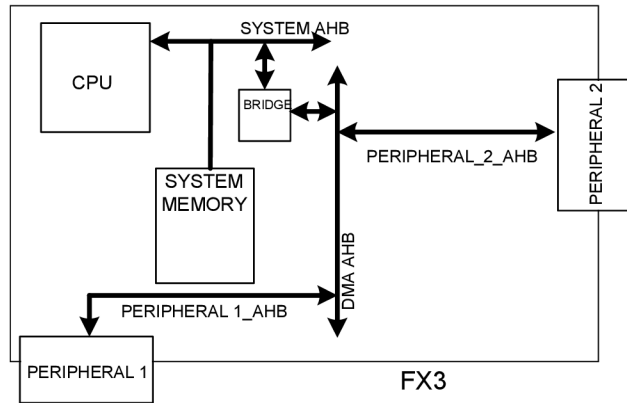 SYSTEM AHB
CPU
BRIDGE
PERIPHERAL 2
PERIPHERAL_2_AHB
SYSTEM
MEMORY
DMA AHB
PERIPHERAL 1_AHB
PERIPHERAL 1
FX3